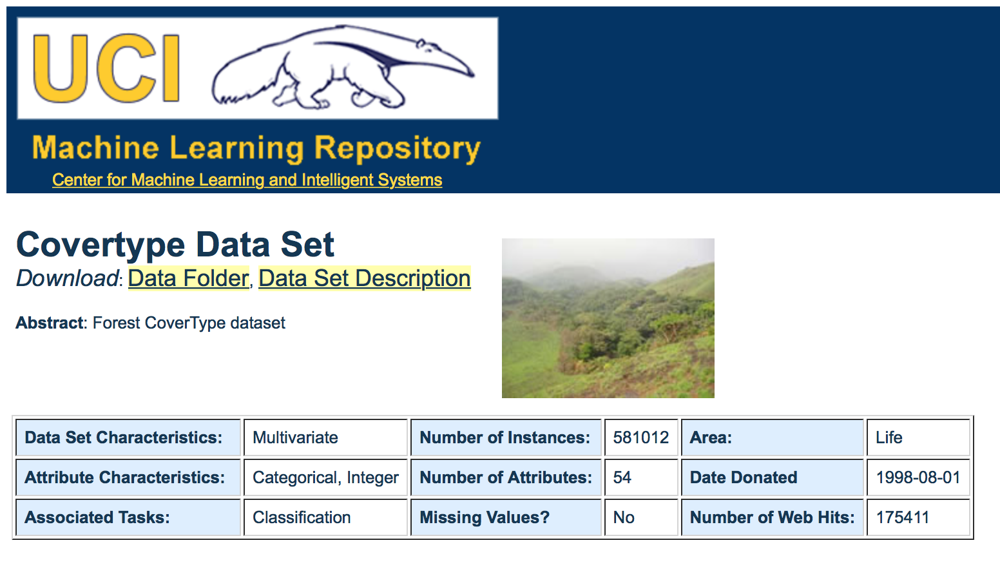 UCI
Machine Learning Repository
Center for Machine Learning and Intelligent Systems
Covertype Data Set
Download: Data Folder, Data Set Description
Abstract: Forest CoverType dataset
Data Set Characteristics: Multivariate Number of Instances: 581012 Area: Life
Attribute Characteristics: Categorical, Integer Number of Attributes: 54 Date Donated 1998-08-01
Associated Tasks: Classification Missing Values? No Number of Web Hits: 175411